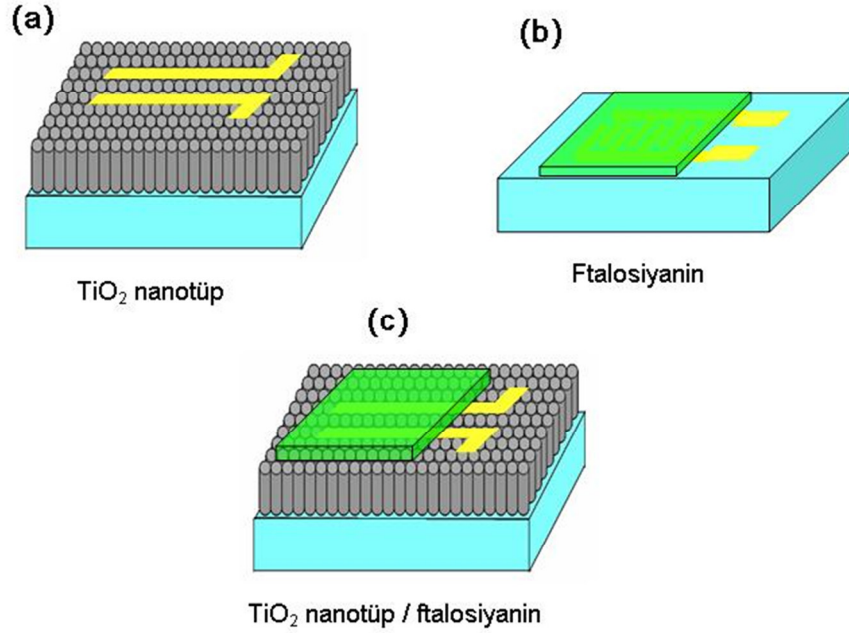 (a)
(b)
TiO₂ nanotüp
Ftalosiyanin
(c)
TiO₂ nanotüp / ftalosiyanin